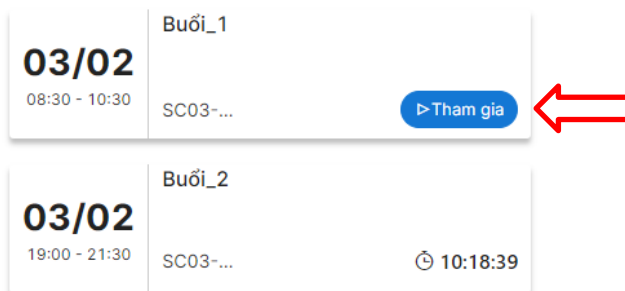 Buổi_1
03/02
08:30 - 10:30
SC03-...
Tham gia
Buổi_2
03/02
19:00 - 21:30
SC03-...
10:18:39